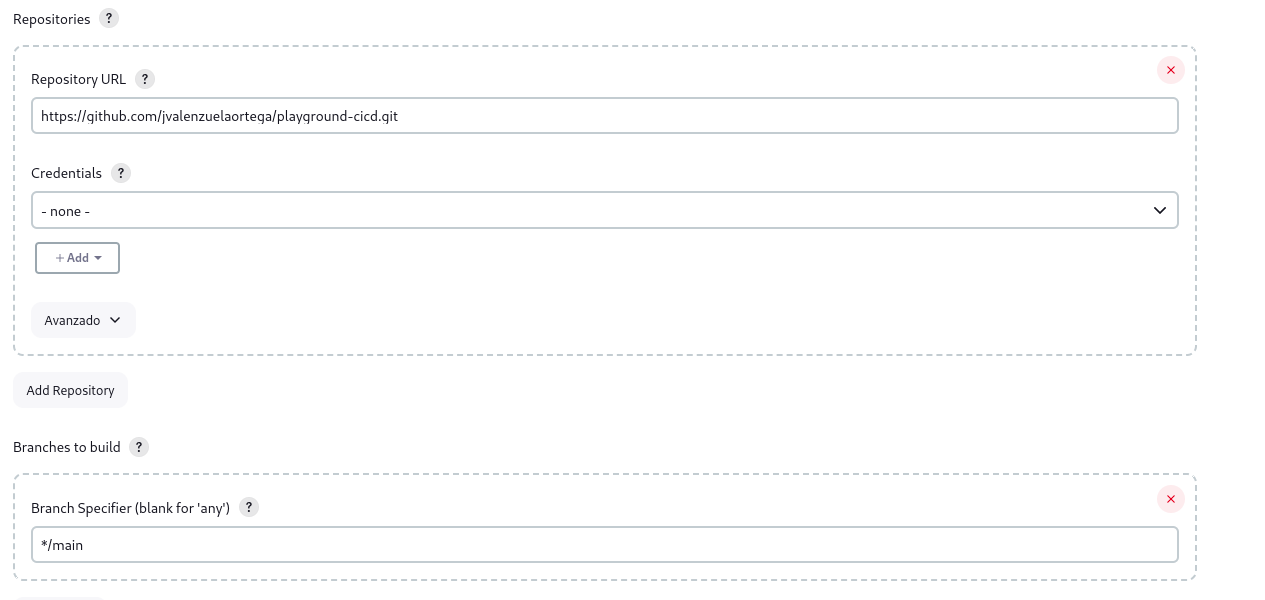 Repositories ?
Repository URL ?
https://github.com/jvalenzuelaortega/playground-cicd.git
Credentials ?
- none -
+ Add
Avanzado
Add Repository
Branches to build ?
Branch Specifier (blank for 'any') ?
*/main